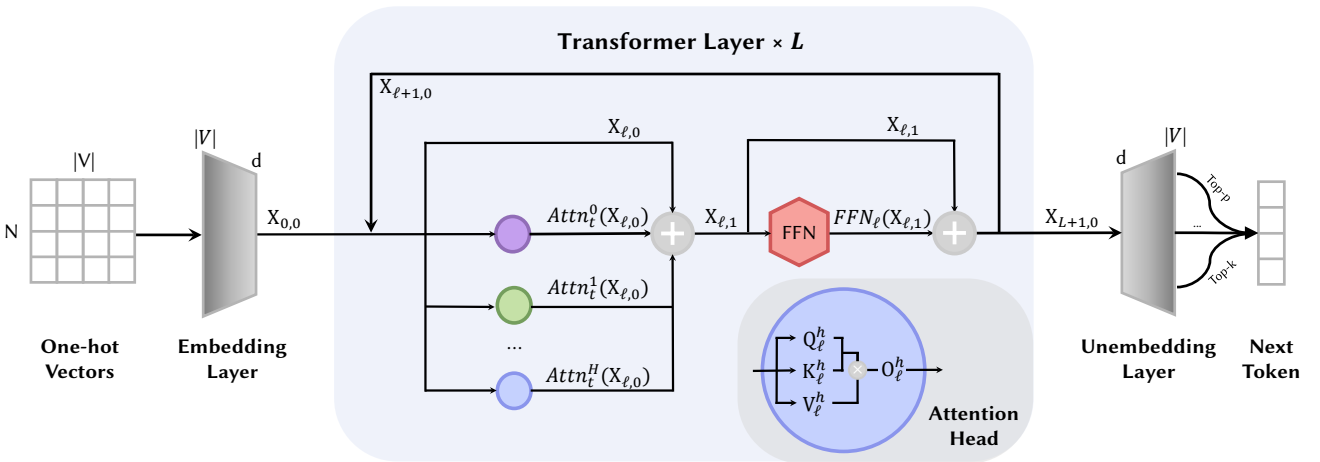 Transformer Layer × L
X_{ℓ+1,0}
X_{ℓ,0}
X_{ℓ,1}
|V|
|V|
d
N
X_{0,0}
Attn_t^0(X_{ℓ,0})
X_{ℓ,1}
FFN
FFN_ℓ(X_{ℓ,1})
X_{L+1,0}
d
|V|
Top-p
...
Top-k
Attn_t^1(X_{ℓ,0})
...
Attn_t^H(X_{ℓ,0})
Q_ℓ^h
K_ℓ^h
V_ℓ^h
O_ℓ^h
Attention
Head
One-hot
Vectors
Embedding
Layer
Unembedding
Layer
Next
Token